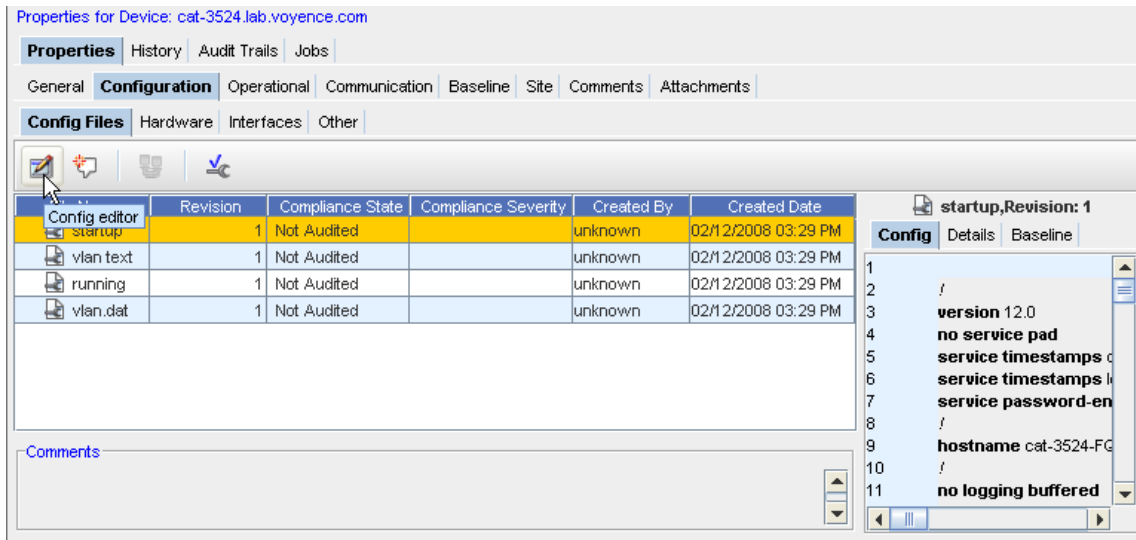 Properties for Device: cat-3524.lab.voyence.com
Properties History Audit Trails Jobs
General Configuration Operational Communication Baseline Site Comments Attachments
Config Files Hardware Interfaces Other
Revision Compliance State Compliance Severity Created By Created Date
Config editor
startup 1 Not Audited unknown 02/12/2008 03:29 PM
vlan text 1 Not Audited unknown 02/12/2008 03:29 PM
running 1 Not Audited unknown 02/12/2008 03:29 PM
vlan.dat 1 Not Audited unknown 02/12/2008 03:29 PM
Comments
startup,Revision: 1
Config Details Baseline
1
2 !
3 version 12.0
4 no service pad
5 service timestamps
6 service timestamps
7 service password-en
8 !
9 hostname cat-3524-FG
10 !
11 no logging buffered